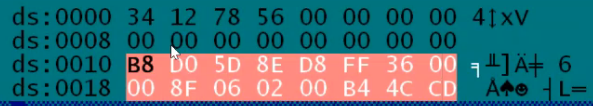 ds:0000 34 12 78 56 00 00 00 00 4↕xV
ds:0008 00 00 00 00 00 00 00 00
ds:0010 B8 D0 5D 8E D8 FF 36 00 ╕╨]Ä╪ 6
ds:0018 00 8F 06 02 00 B4 4C CD Å♠☻ ┤L═